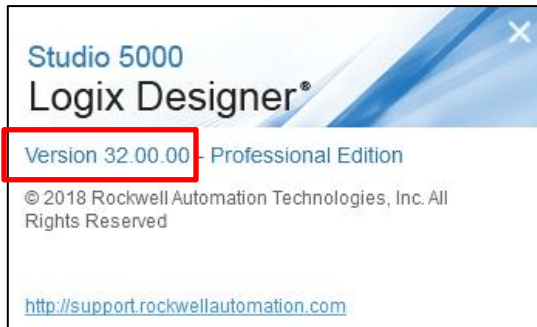 Studio 5000
Logix Designer®
Version 32.00.00 - Professional Edition
© 2018 Rockwell Automation Technologies, Inc. All
Rights Reserved
http://support.rockwellautomation.com